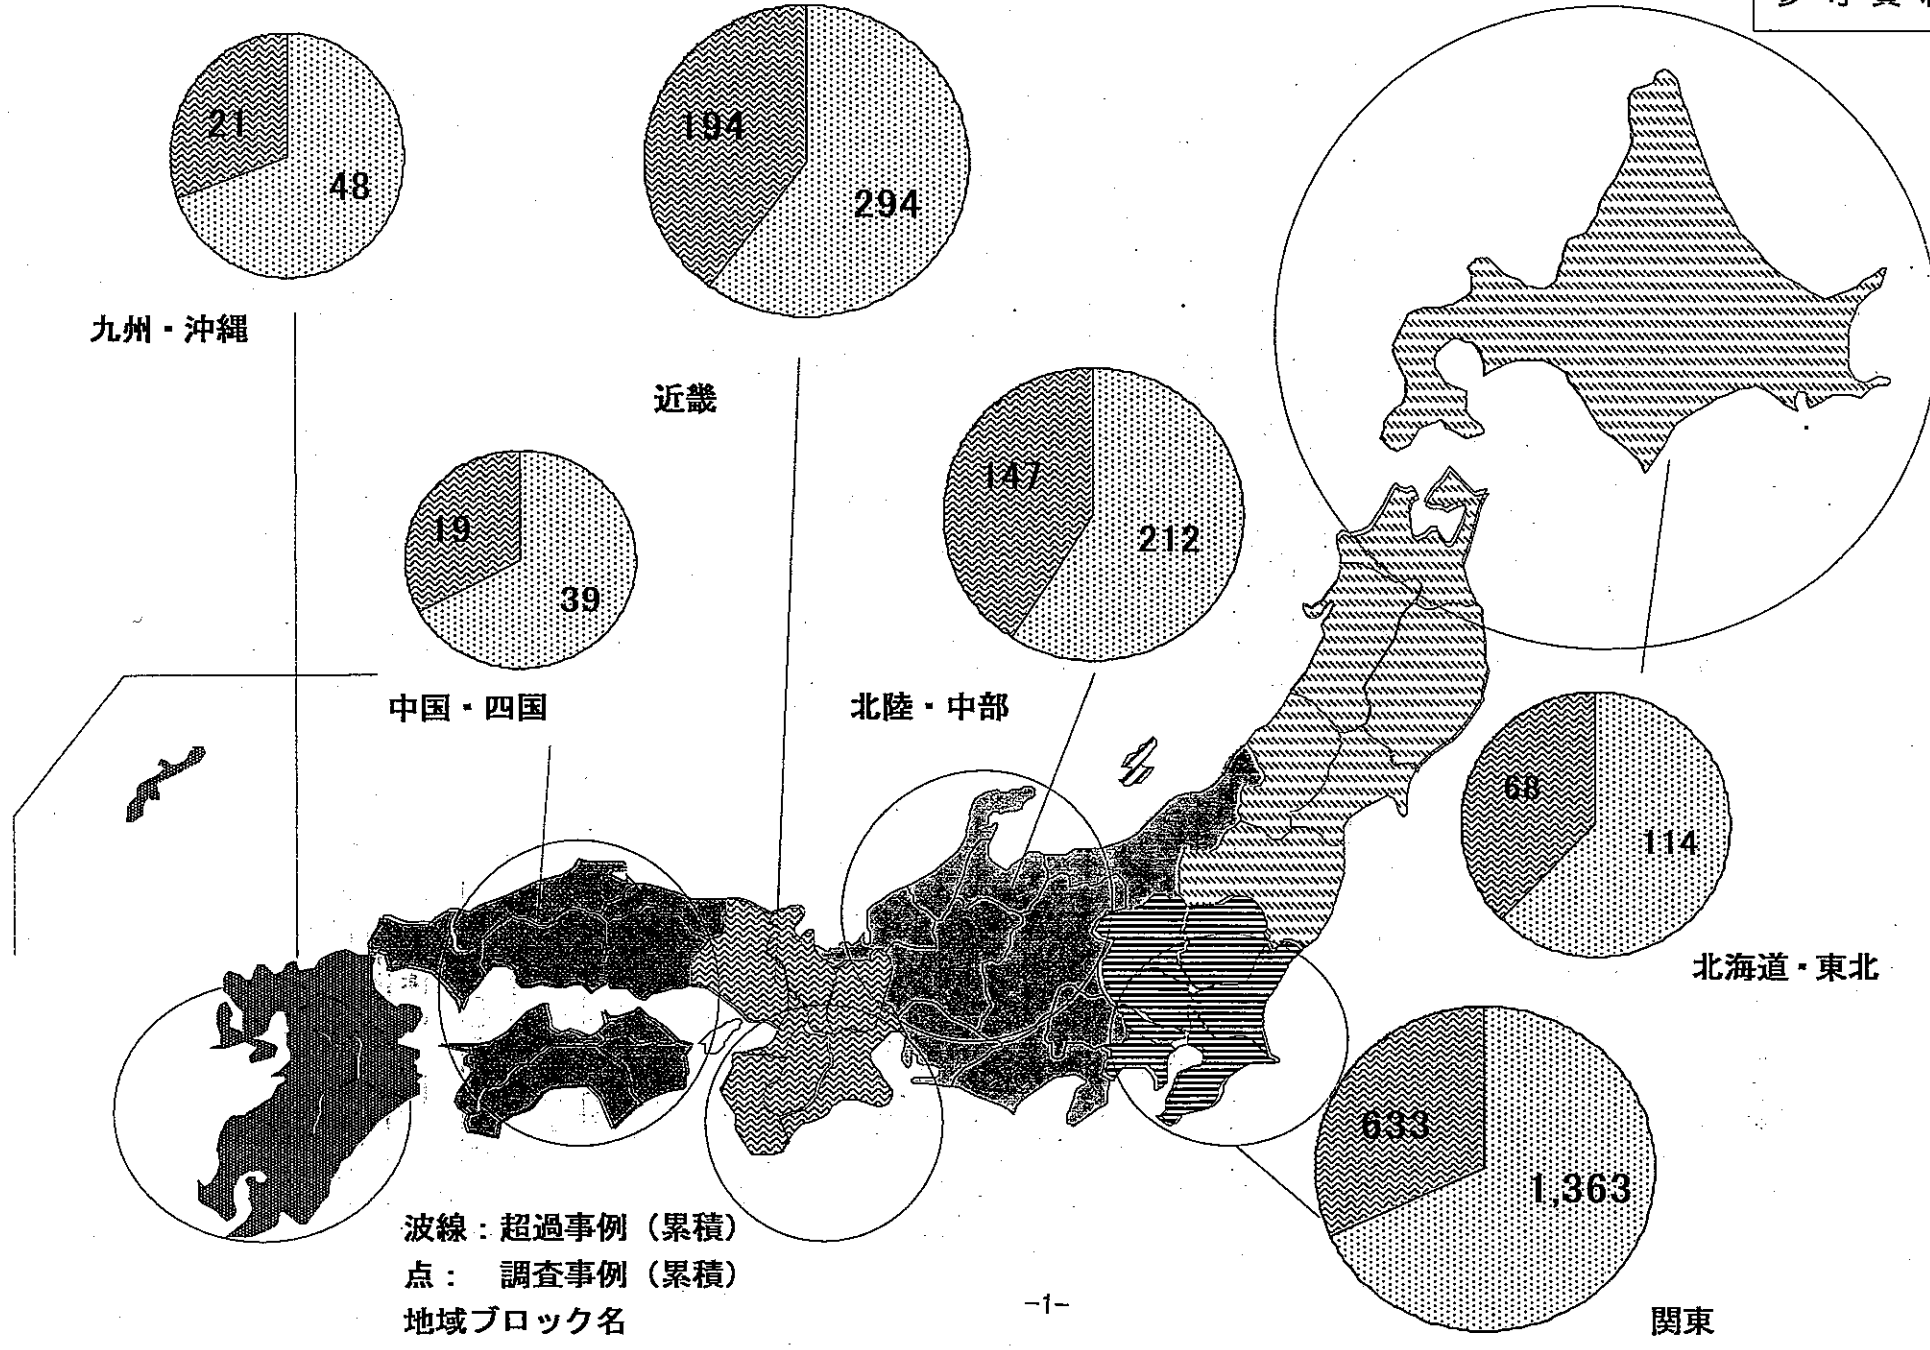 21
48
九州・沖縄
194
294
近畿
19
39
中国・四国
147
212
北陸・中部
68
114
北海道・東北
633
1,363
関東
波線：超過事例（累積）
点：　調査事例（累積）
地域ブロック名
-1-